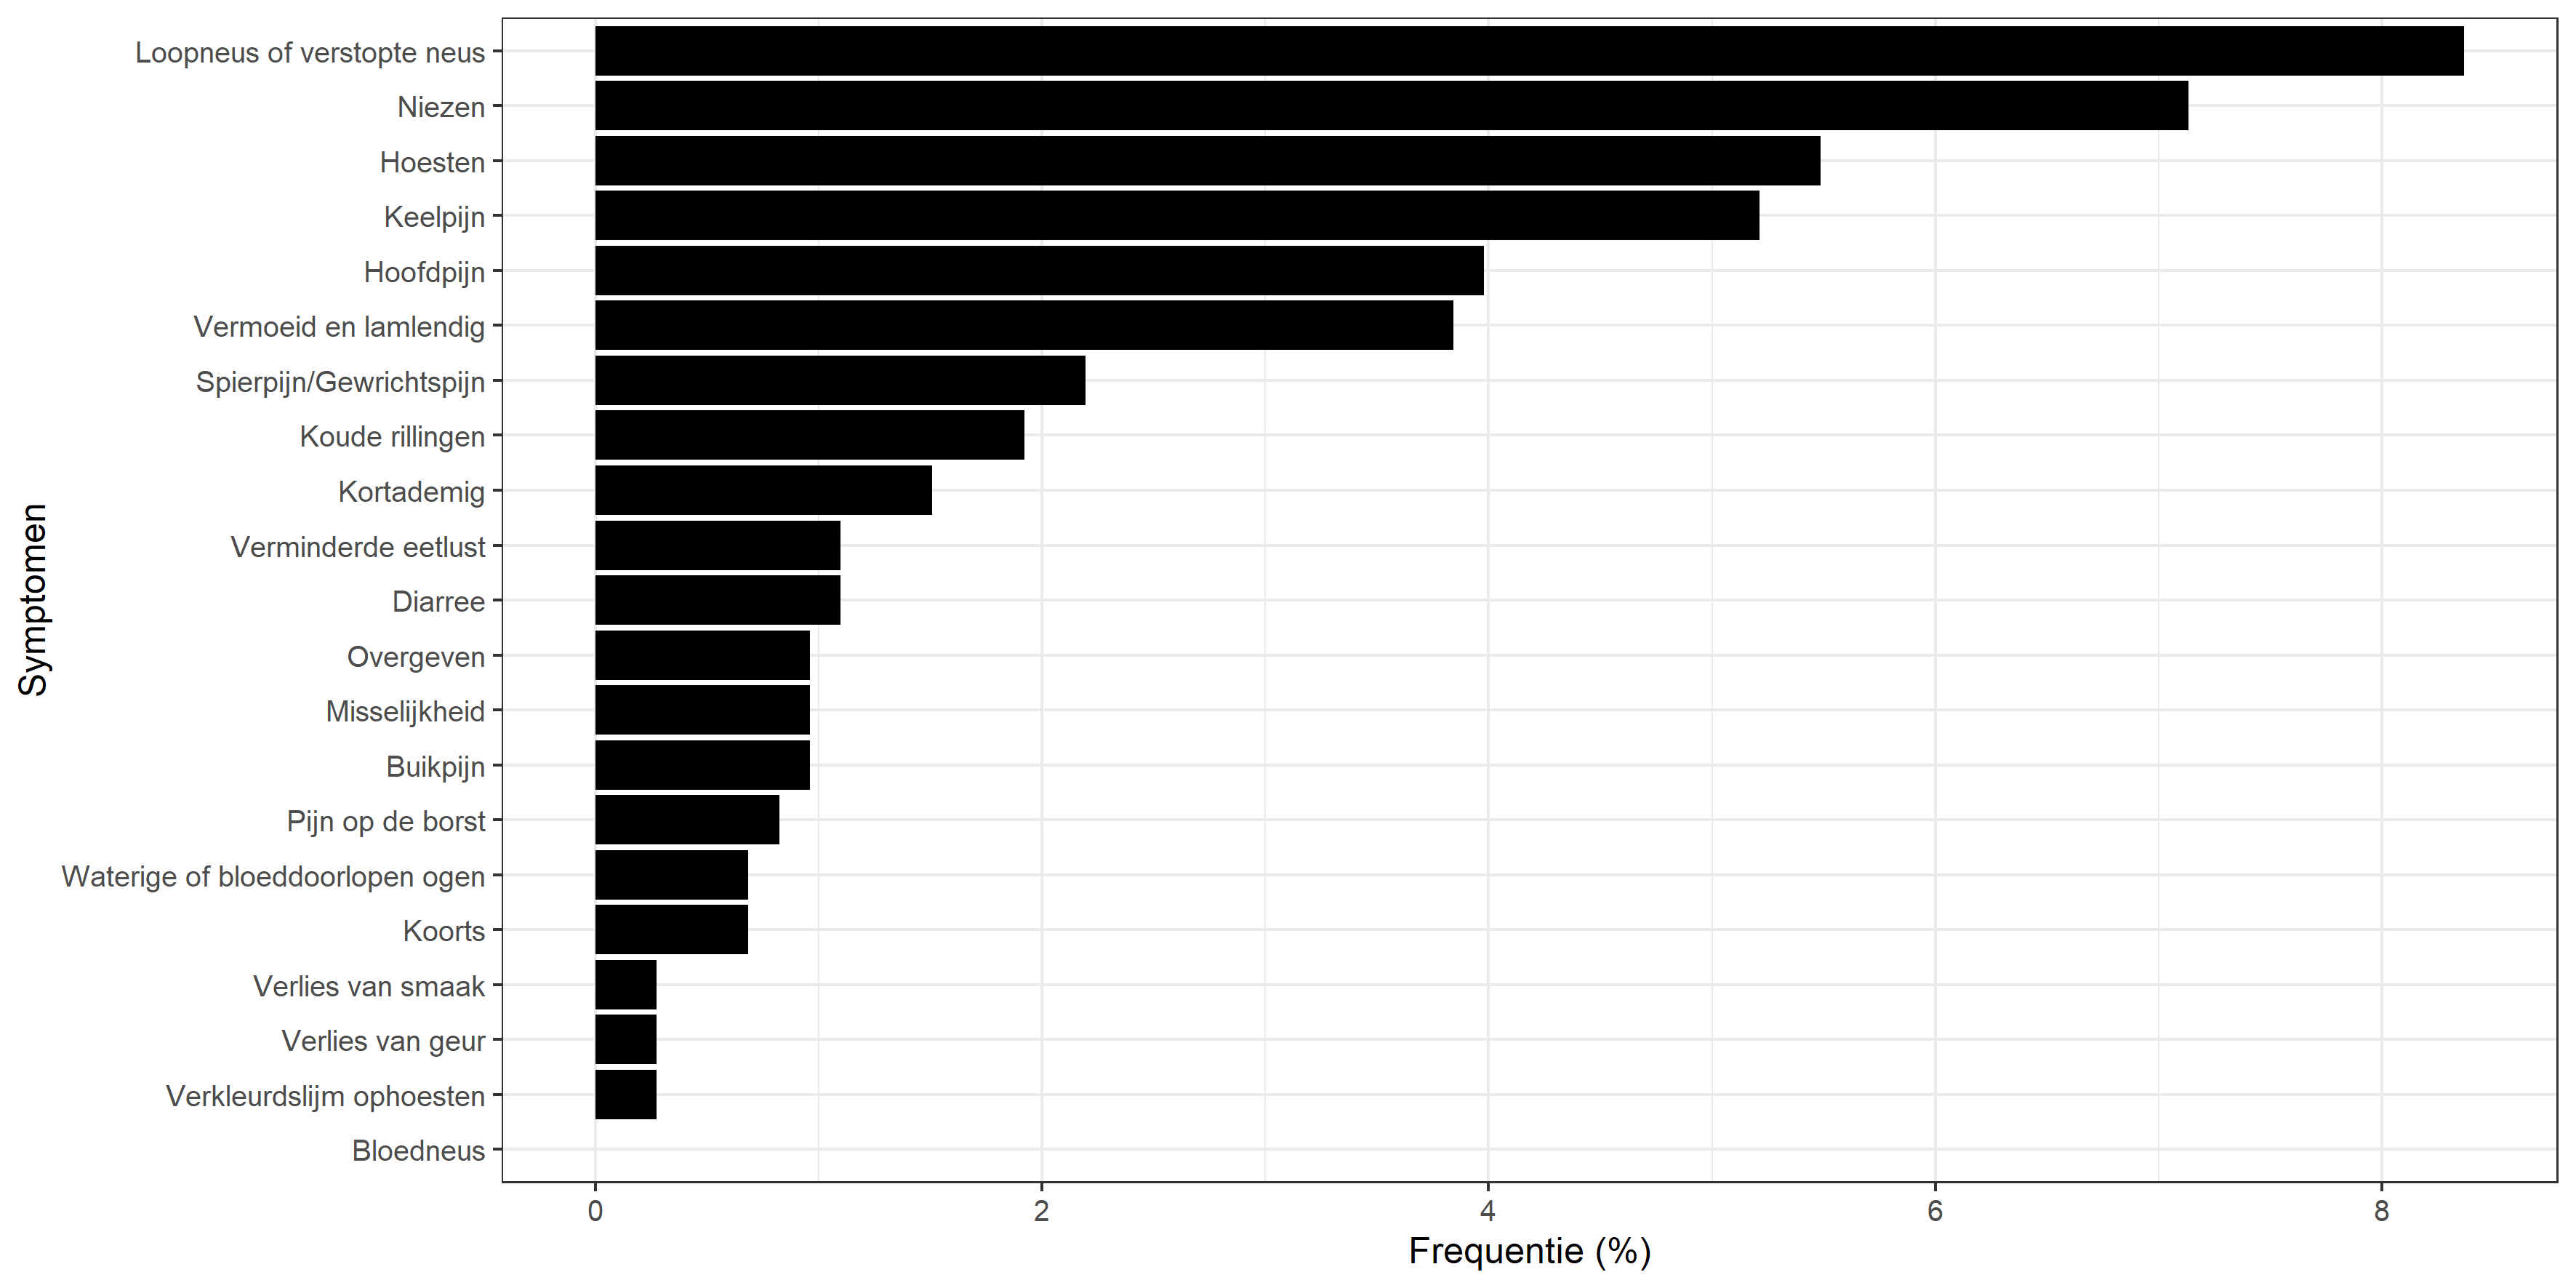 Symptomen
Loopneus of verstopte neus
Niezen
Hoesten
Keelpijn
Hoofdpijn
Vermoeid en lamlendig
Spierpijn/Gewrichtspijn
Koude rillingen
Kortademig
Verminderde eetlust
Diarree
Overgeven
Misselijkheid
Buikpijn
Pijn op de borst
Waterige of bloeddoorlopen ogen
Koorts
Verlies van smaak
Verlies van geur
Verkleurdslijm ophoesten
Bloedneus
0 2 4 6 8
Frequentie (%)